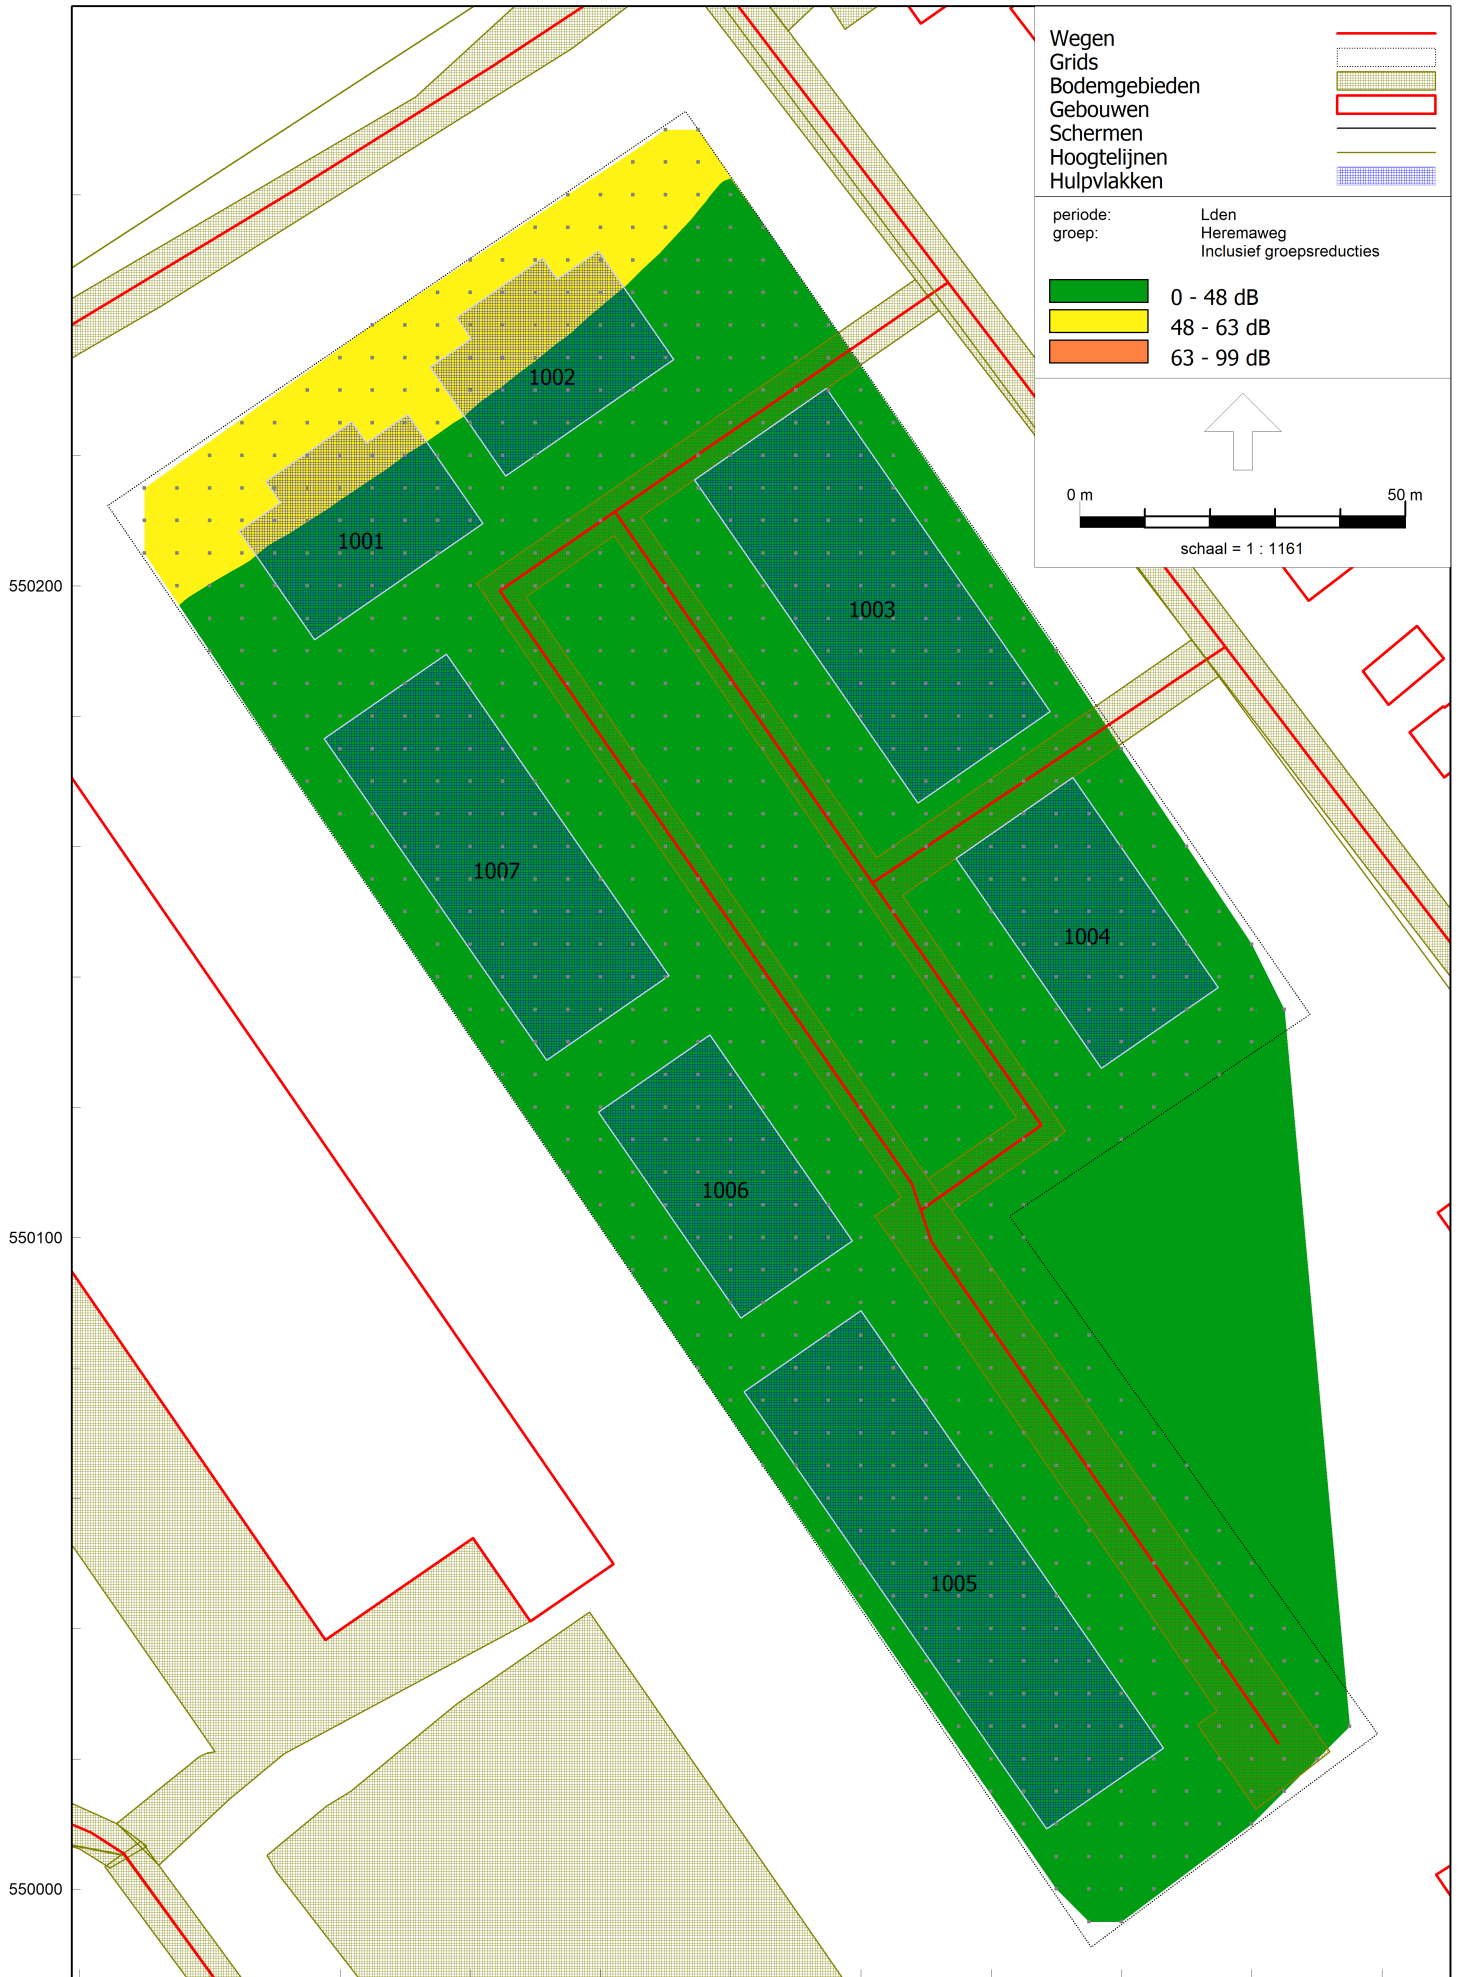 Wegen
Grids
Bodemgebieden
Gebouwen
Schermen
Hoogtelijnen
Hulpvlakken
periode: Lden
groep: Heremaweg
Inclusief groepsreducties
0 - 48 dB
48 - 63 dB
63 - 99 dB
0 m 50 m
schaal = 1 : 1161
1002
1001
550200
1003
1007
1004
1006
550100
1005
550000